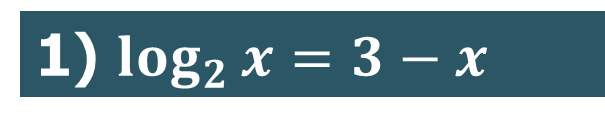 1) log₂ x = 3 − x